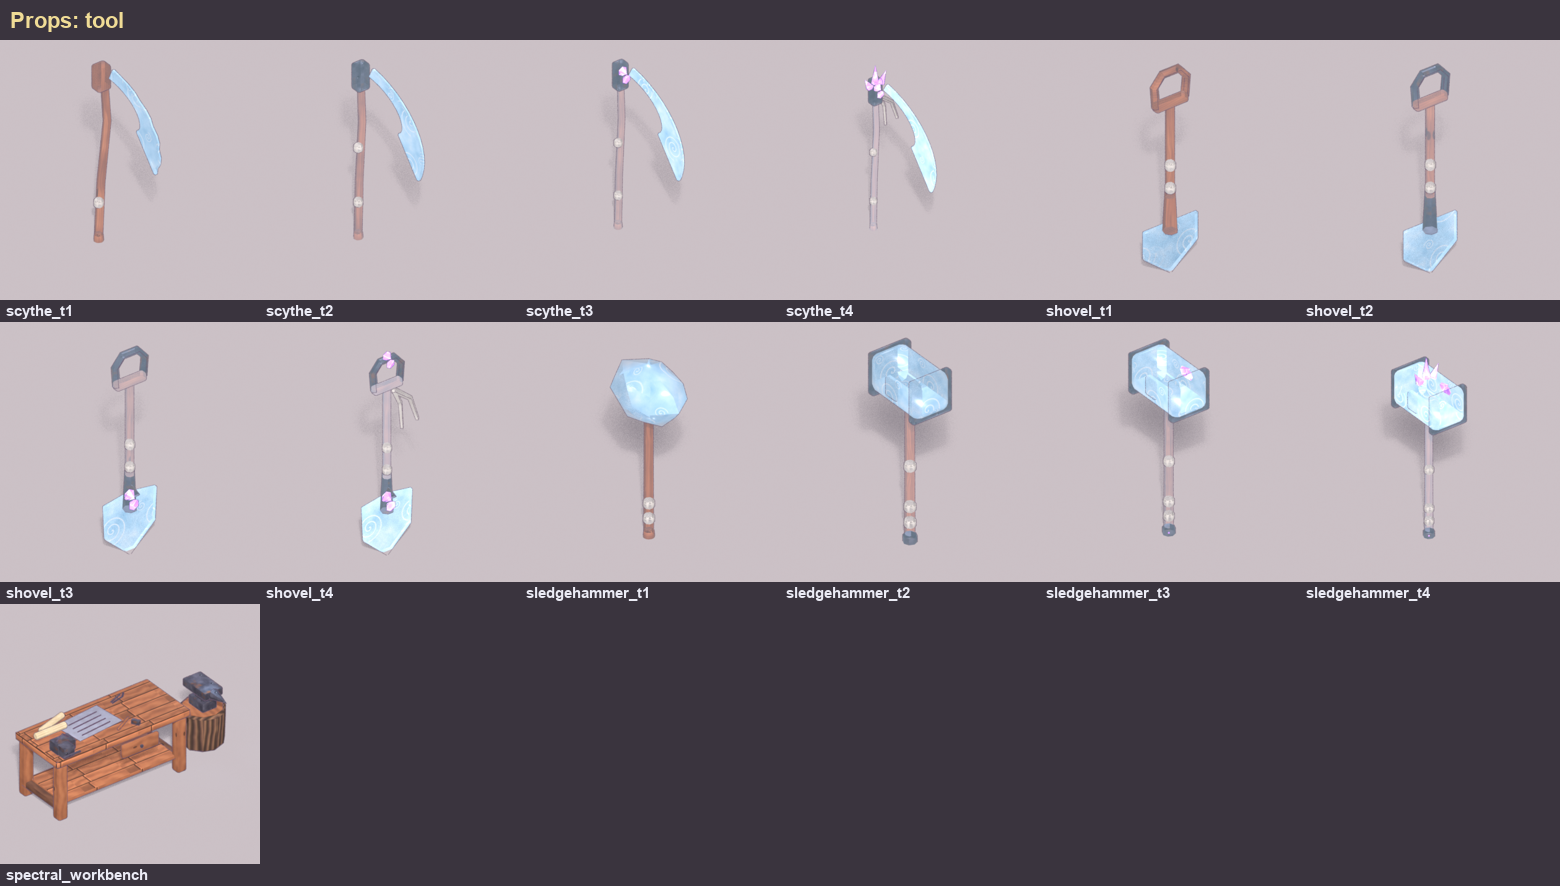 Props: tool
scythe_t1
scythe_t2
scythe_t3
scythe_t4
shovel_t1
shovel_t2
shovel_t3
shovel_t4
sledgehammer_t1
sledgehammer_t2
sledgehammer_t3
sledgehammer_t4
spectral_workbench